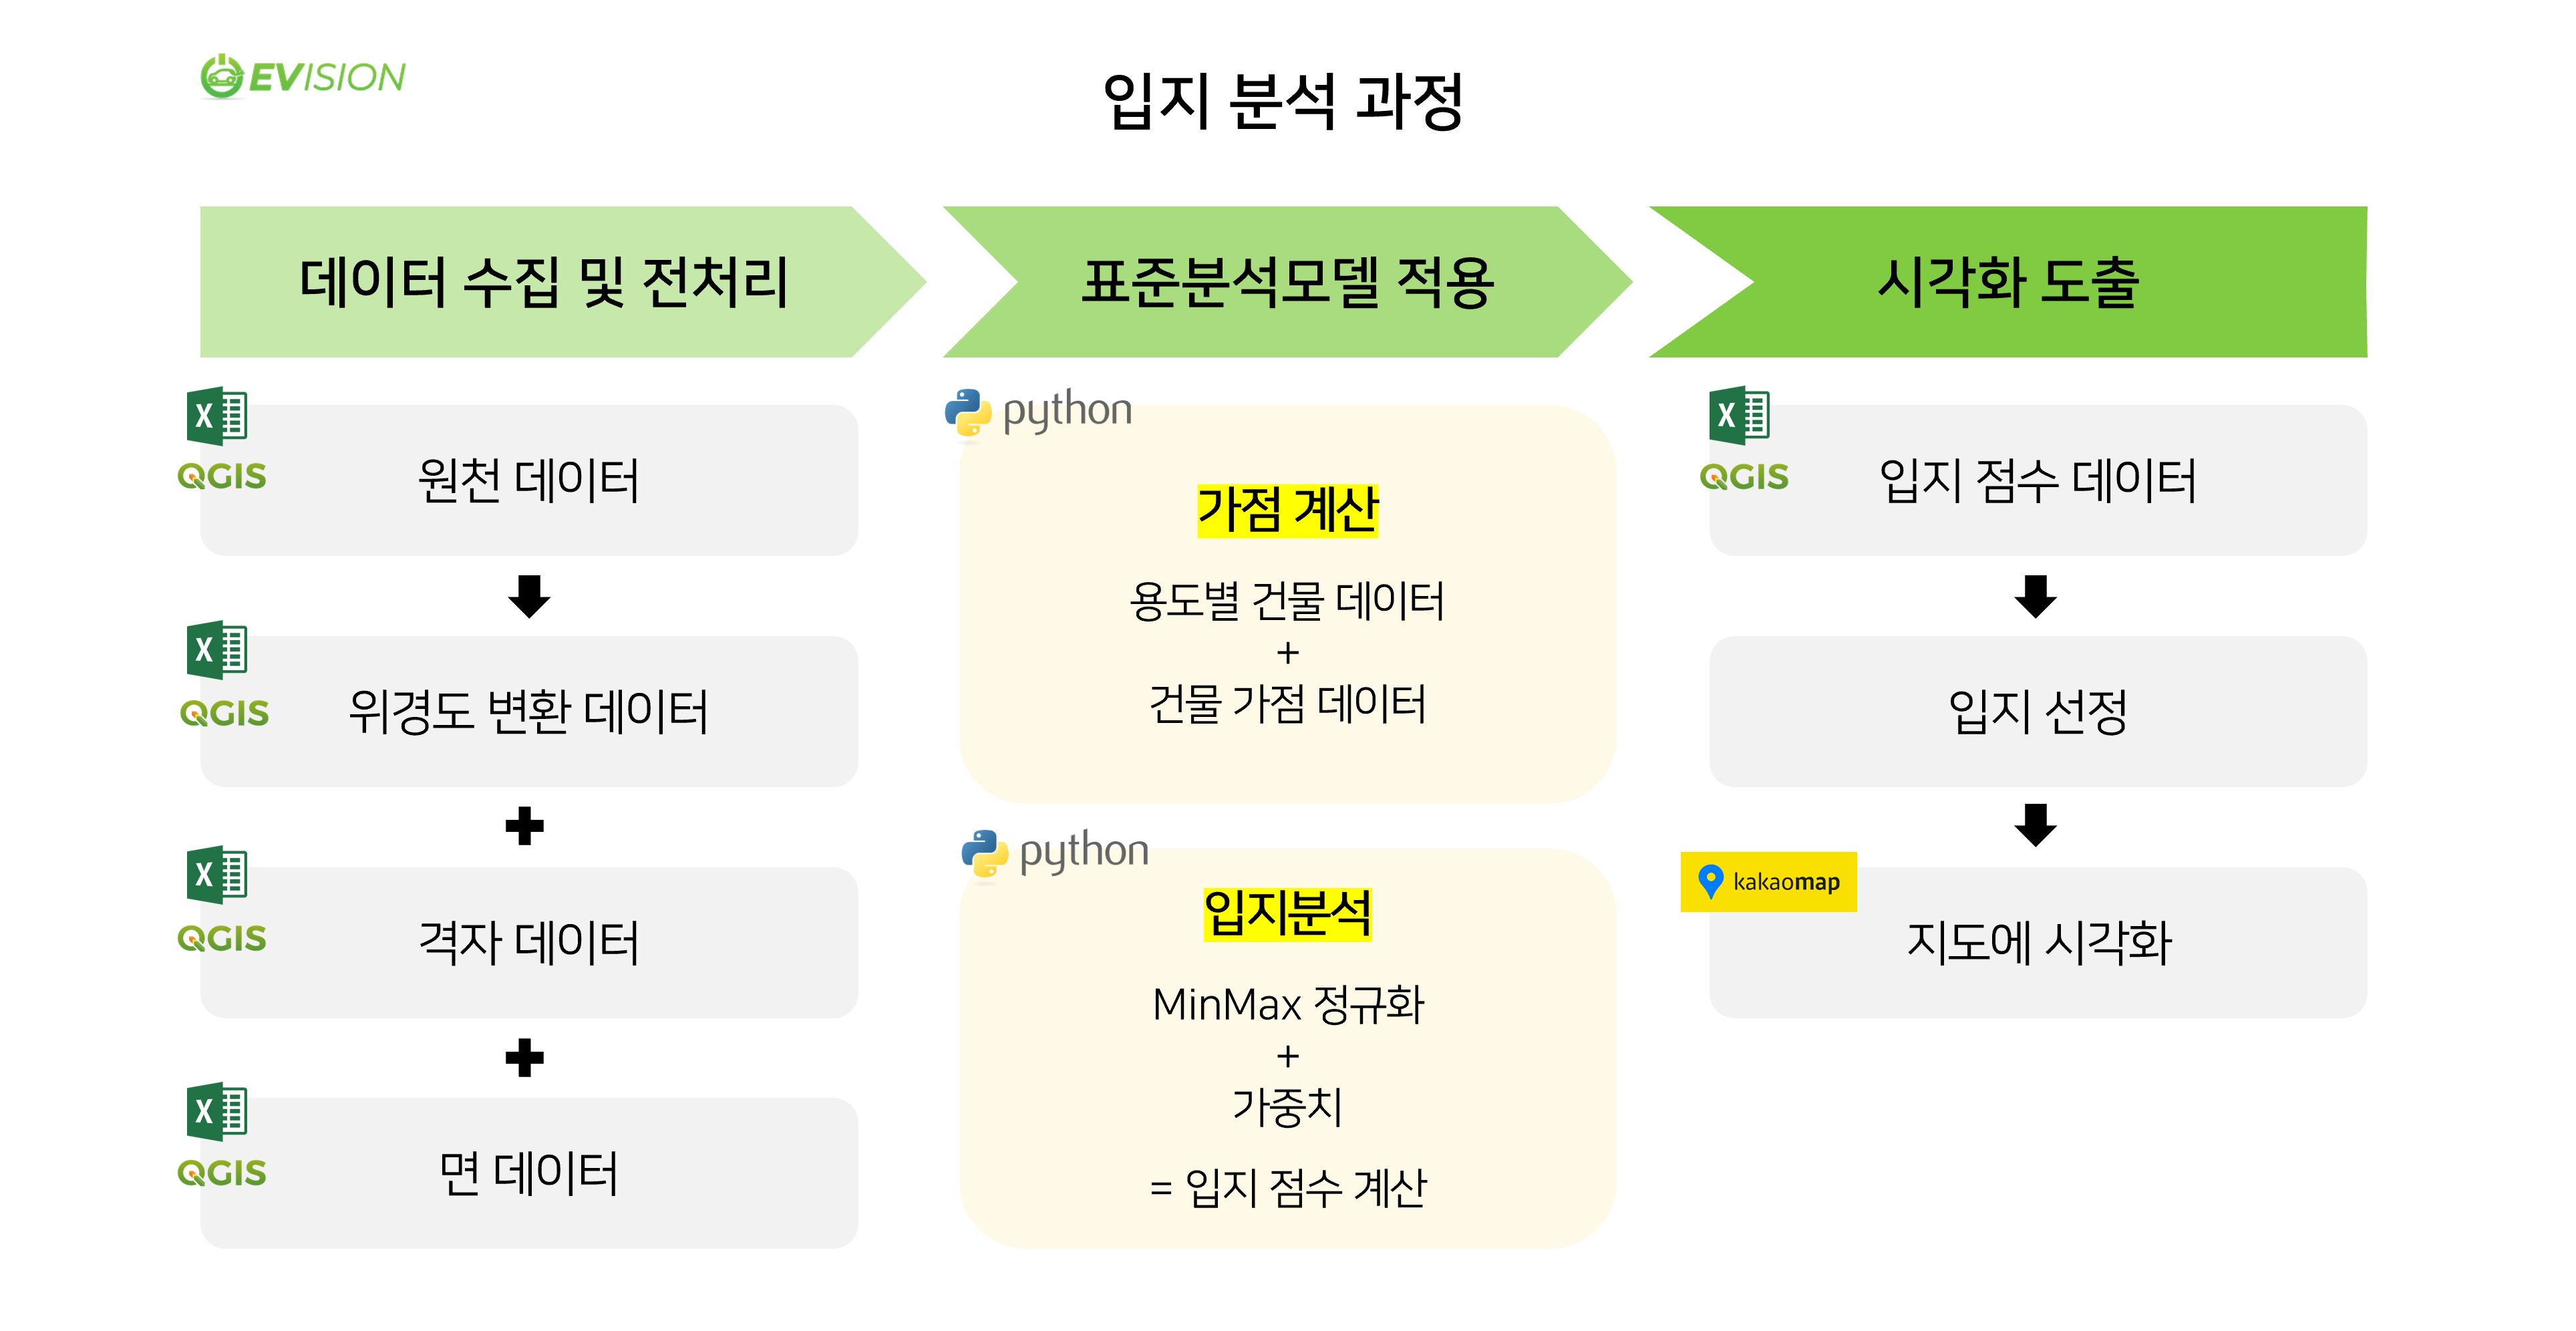 EVISION
입지 분석 과정
데이터 수집 및 전처리
원천 데이터
QGIS
위경도 변환 데이터
QGIS
격자 데이터
QGIS
면 데이터
QGIS
표준분석모델 적용
python
가점 계산
용도별 건물 데이터
+
건물 가점 데이터
python
입지분석
MinMax 정규화
+
가중치
= 입지 점수 계산
시각화 도출
입지 점수 데이터
QGIS
입지 선정
kakaomap
지도에 시각화